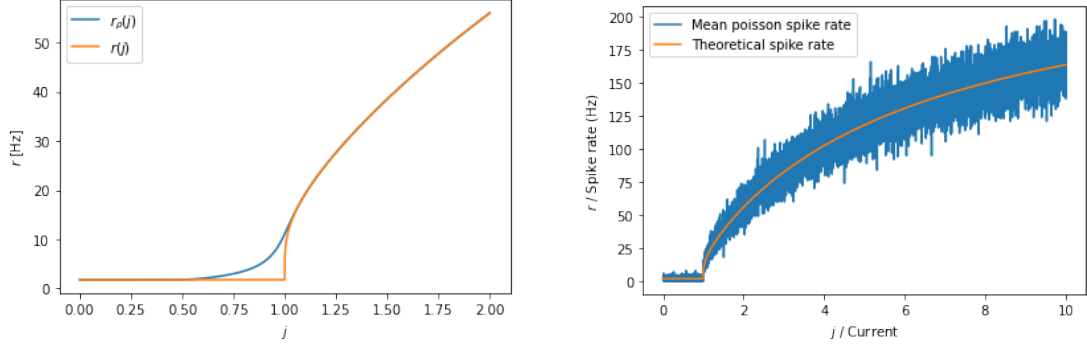 r_ρ(j)
r(j)
r [Hz]
50
40
30
20
10
0
0.00 0.25 0.50 0.75 1.00 1.25 1.50 1.75 2.00
j
Mean poisson spike rate
Theoretical spike rate
r / Spike rate (Hz)
200
175
150
125
100
75
50
25
0
0 2 4 6 8 10
j / Current